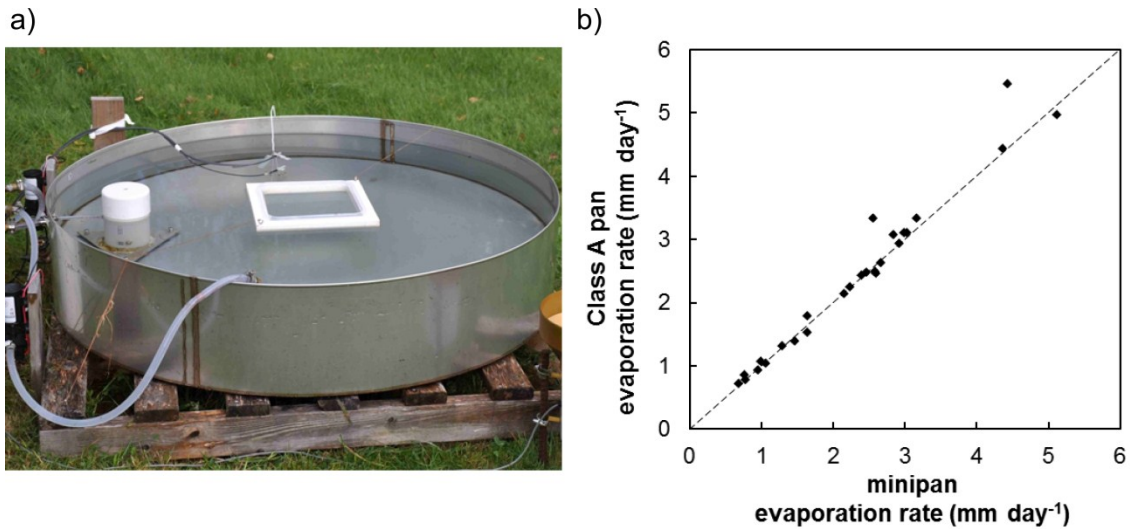 a)
b)
6
5
4
3
2
1
0
Class A pan
evaporation rate (mm day-1)
0 1 2 3 4 5 6
minipan
evaporation rate (mm day-1)